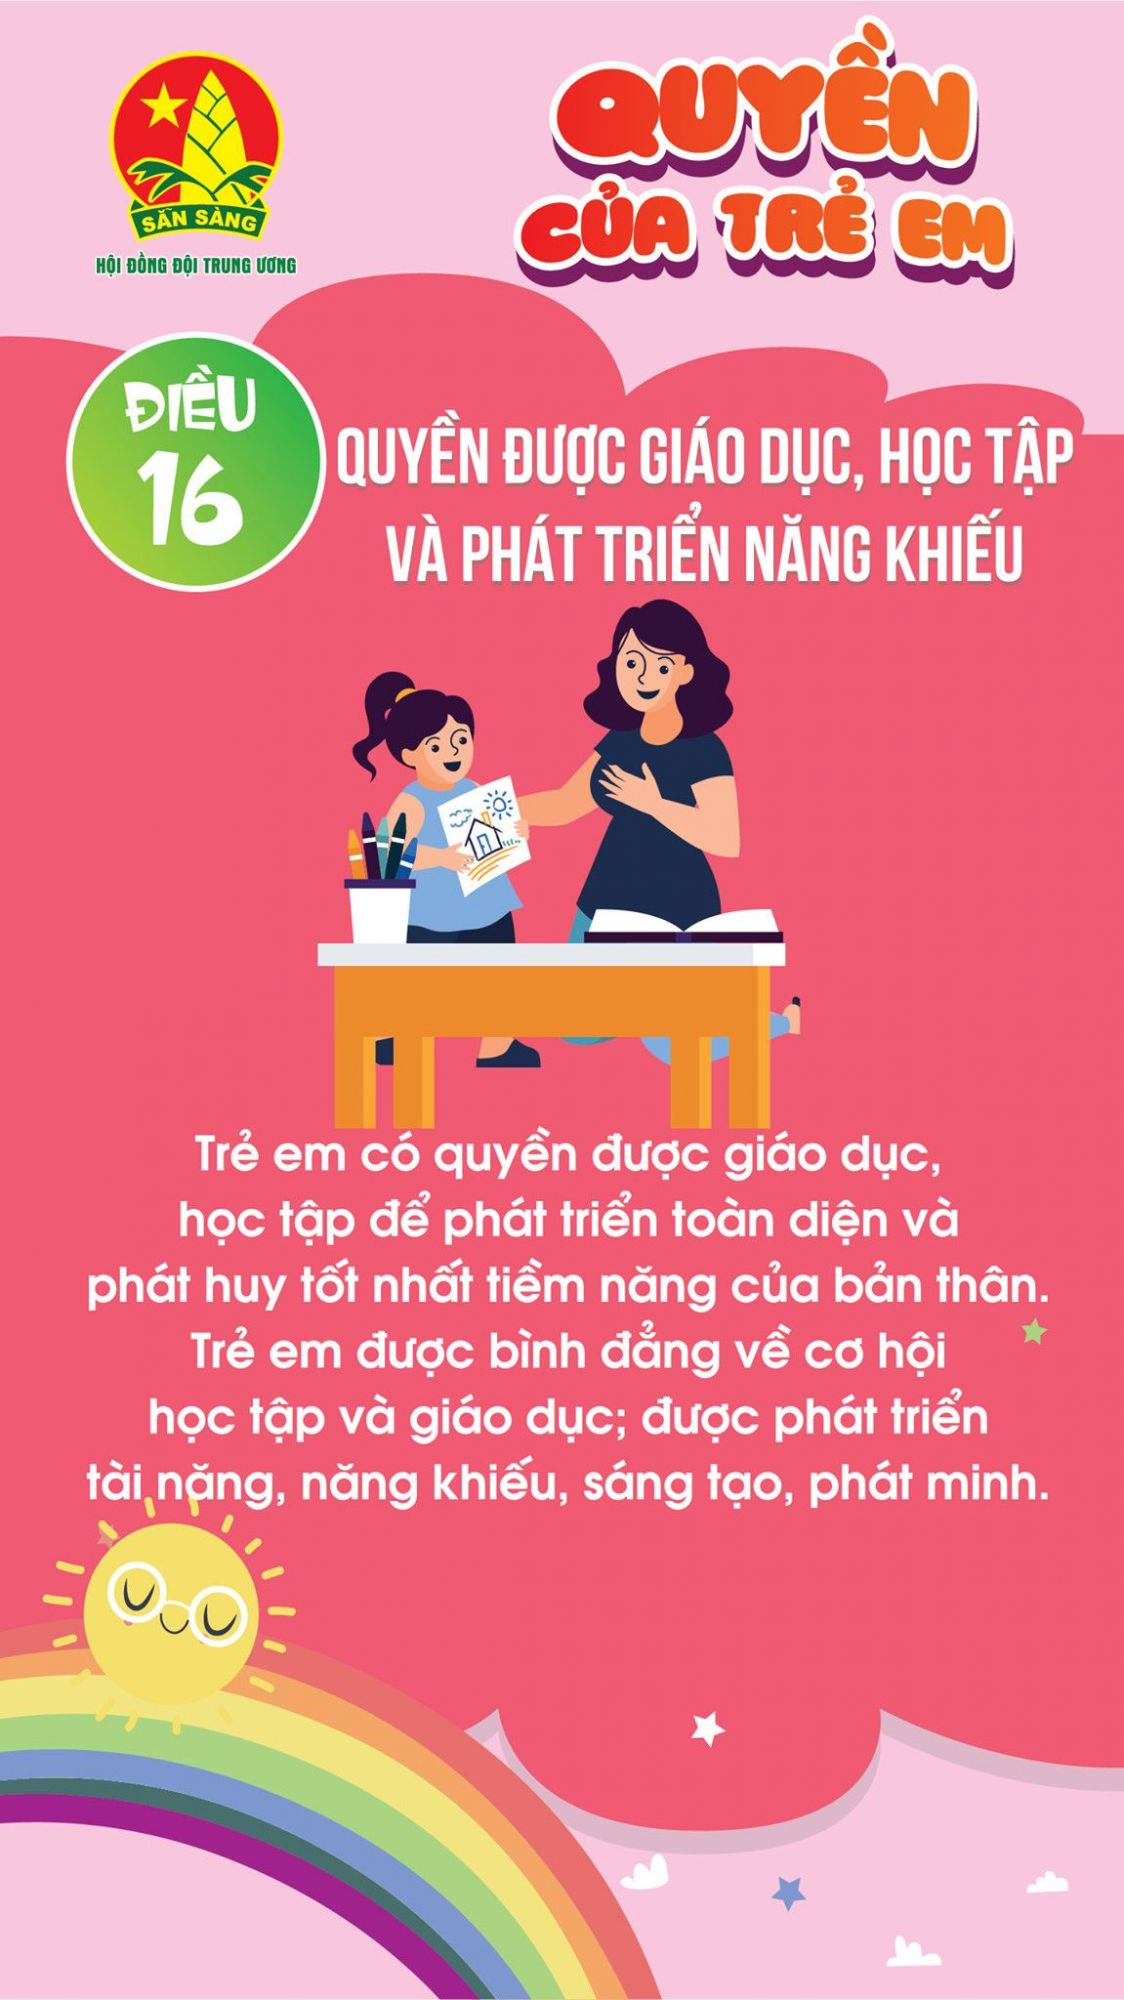 SẴN SÀNG
HỘI ĐỒNG ĐỘI TRUNG ƯƠNG
QUYỀN
CỦA TRẺ EM
ĐIỀU
16
QUYỀN ĐƯỢC GIÁO DỤC, HỌC TẬP
VÀ PHÁT TRIỂN NĂNG KHIẾU
Trẻ em có quyền được giáo dục,
học tập để phát triển toàn diện và
phát huy tốt nhất tiềm năng của bản thân.
Trẻ em được bình đẳng về cơ hội
học tập và giáo dục; được phát triển
tài năng, năng khiếu, sáng tạo, phát minh.